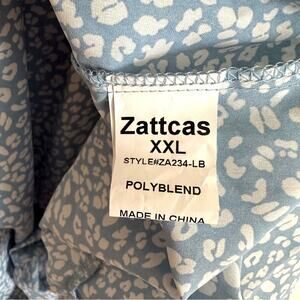 Zattcas
XXL
STYLE#ZA234-LB
POLYBLEND
MADE IN CHINA